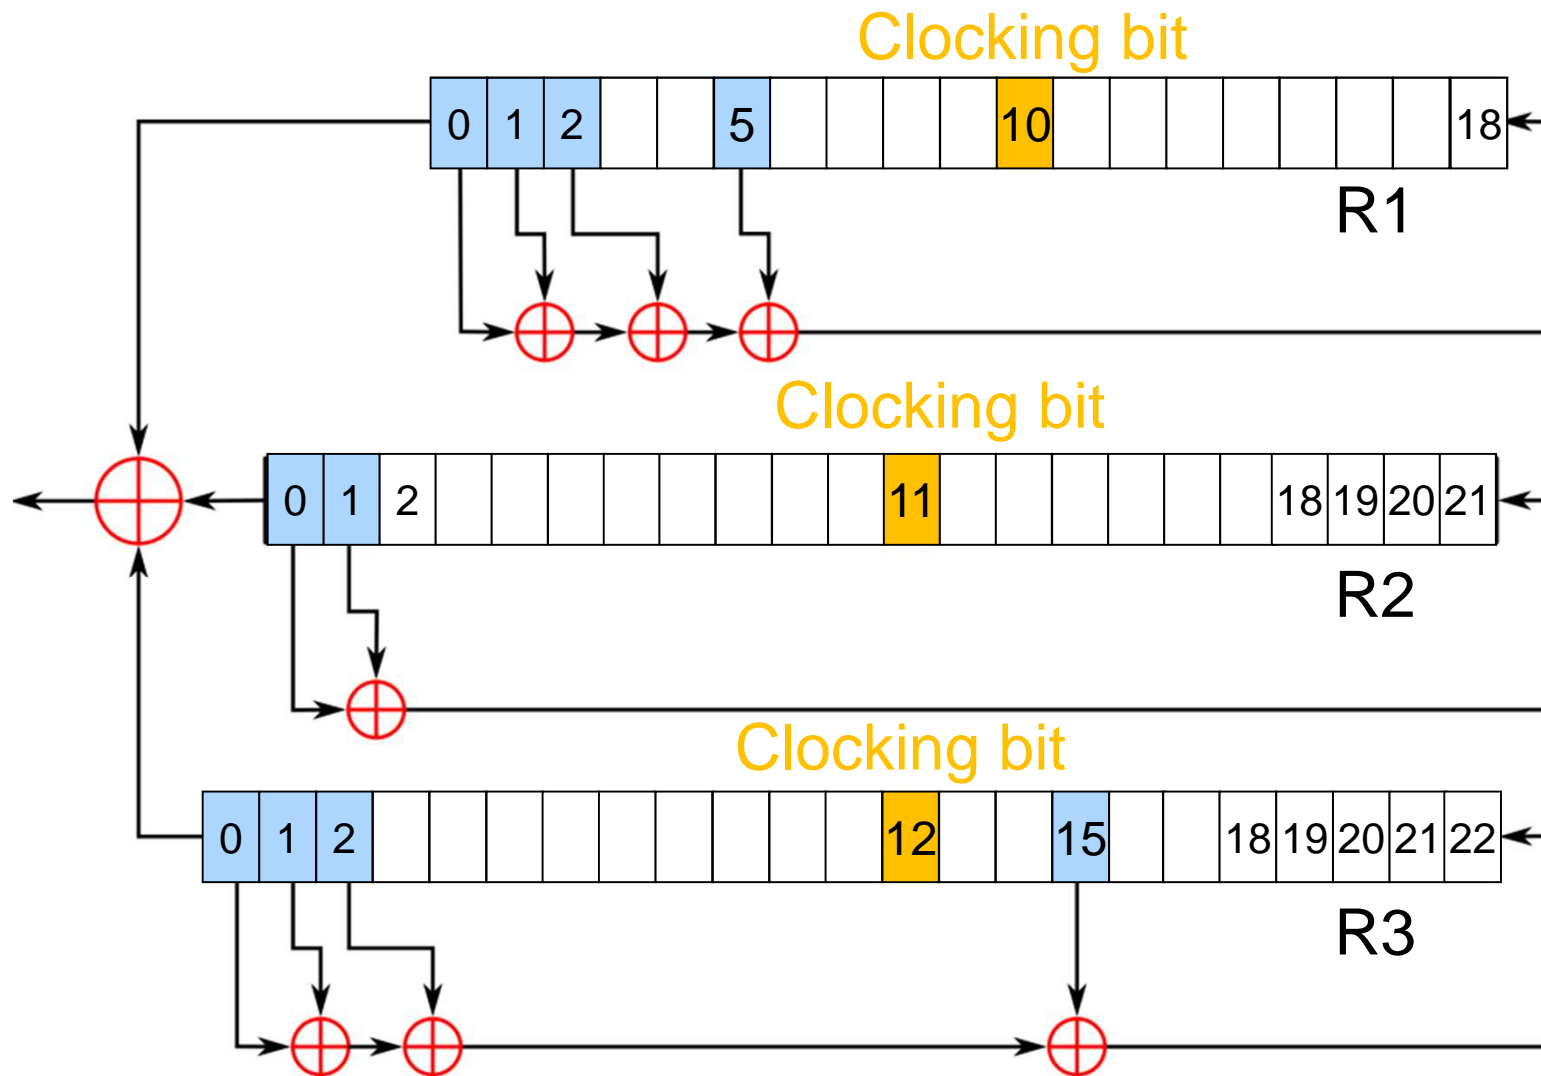 Clocking bit
0 1 2 5 10 18
R1
Clocking bit
0 1 2 11 18 19 20 21
R2
Clocking bit
0 1 2 12 15 18 19 20 21 22
R3